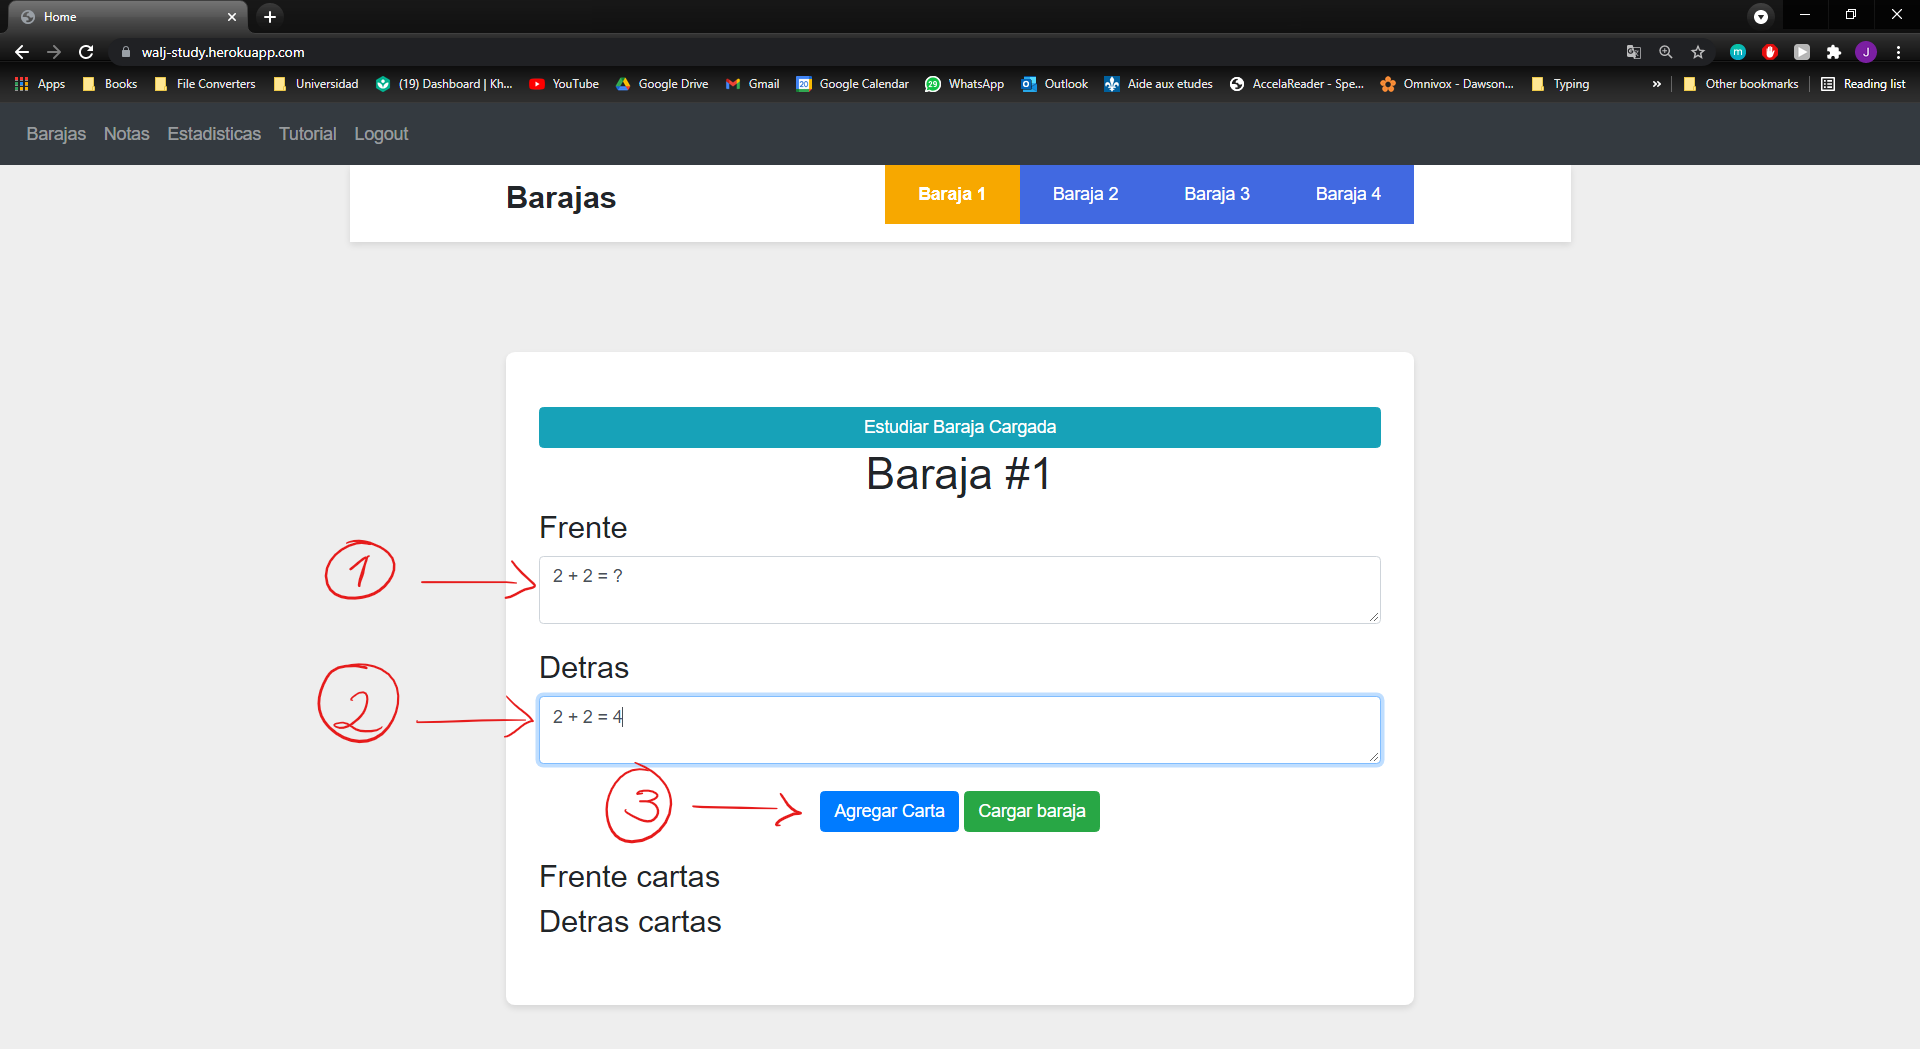 Home
walj-study.herokuapp.com
Apps Books File Converters Universidad (19) Dashboard | Kh... YouTube Google Drive Gmail 20 Google Calendar 29 WhatsApp Outlook Aide aux etudes AccelaReader - Spe... Omnivox - Dawson... Typing » Other bookmarks Reading list
Barajas Notas Estadisticas Tutorial Logout
Barajas Baraja 1 Baraja 2 Baraja 3 Baraja 4
Estudiar Baraja Cargada
Baraja #1
Frente
1 2 + 2 = ?
Detras
2 2 + 2 = 4
3 Agregar Carta Cargar baraja
Frente cartas
Detras cartas